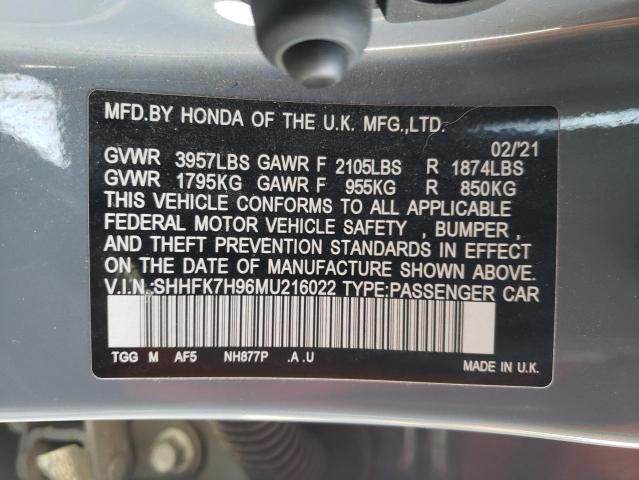 MFD.BY HONDA OF THE U.K. MFG.,LTD.
02/'21
GVWR 3957LBS GAWR F 2105LBS R 1874LBS
GVWR 1795KG GAWR F 955KG R 850KG
THIS VEHICLE CONFORMS TO ALL APPLICABLE
FEDERAL MOTOR VEHICLE SAFETY , BUMPER ,
AND THEFT PREVENTION STANDARDS IN EFFECT
ON THE DATE OF MANUFACTURE SHOWN ABOVE.
V.I.N.:SHHFK7H96MU216022 TYPE:PASSENGER CAR
TGG M AF5 NH877P .A .U
MADE IN U.K.